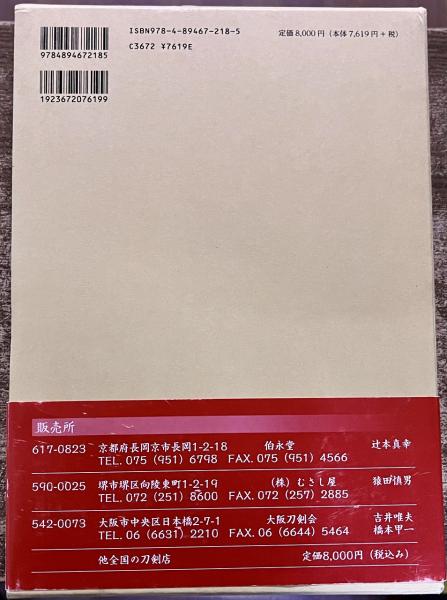 ISBN978-4-89467-218-5
定価8,000円(本体7,619円+税)
C3672 ¥7619E
9784894672185
1923672076199
販売所
617-0823 京都府長岡京市長岡1-2-18 伯永堂 辻本真幸
TEL. 075 (951) 6798 FAX. 075 (951) 4566
590-0025 堺市堺区向陵東町1-2-19 (株)むさし屋 猿田慎男
TEL. 072 (251) 8600 FAX. 072 (257) 2885
542-0073 大阪市中央区日本橋2-7-1 大阪刀剣会 吉井唯夫
TEL. 06 (6631) 2210 FAX. 06 (6644) 5464 橋本甲一
他全国の刀剣店 定価8,000円(税込み)